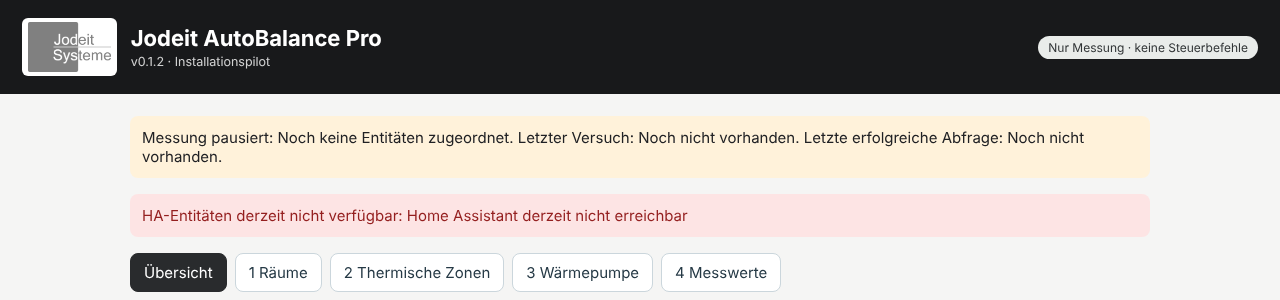 Jodeit
Systeme
Jodeit AutoBalance Pro
v0.1.2 · Installationspilot
Nur Messung · keine Steuerbefehle
Messung pausiert: Noch keine Entitäten zugeordnet. Letzter Versuch: Noch nicht vorhanden. Letzte erfolgreiche Abfrage: Noch nicht
vorhanden.
HA-Entitäten derzeit nicht verfügbar: Home Assistant derzeit nicht erreichbar
Übersicht
1 Räume
2 Thermische Zonen
3 Wärmepumpe
4 Messwerte